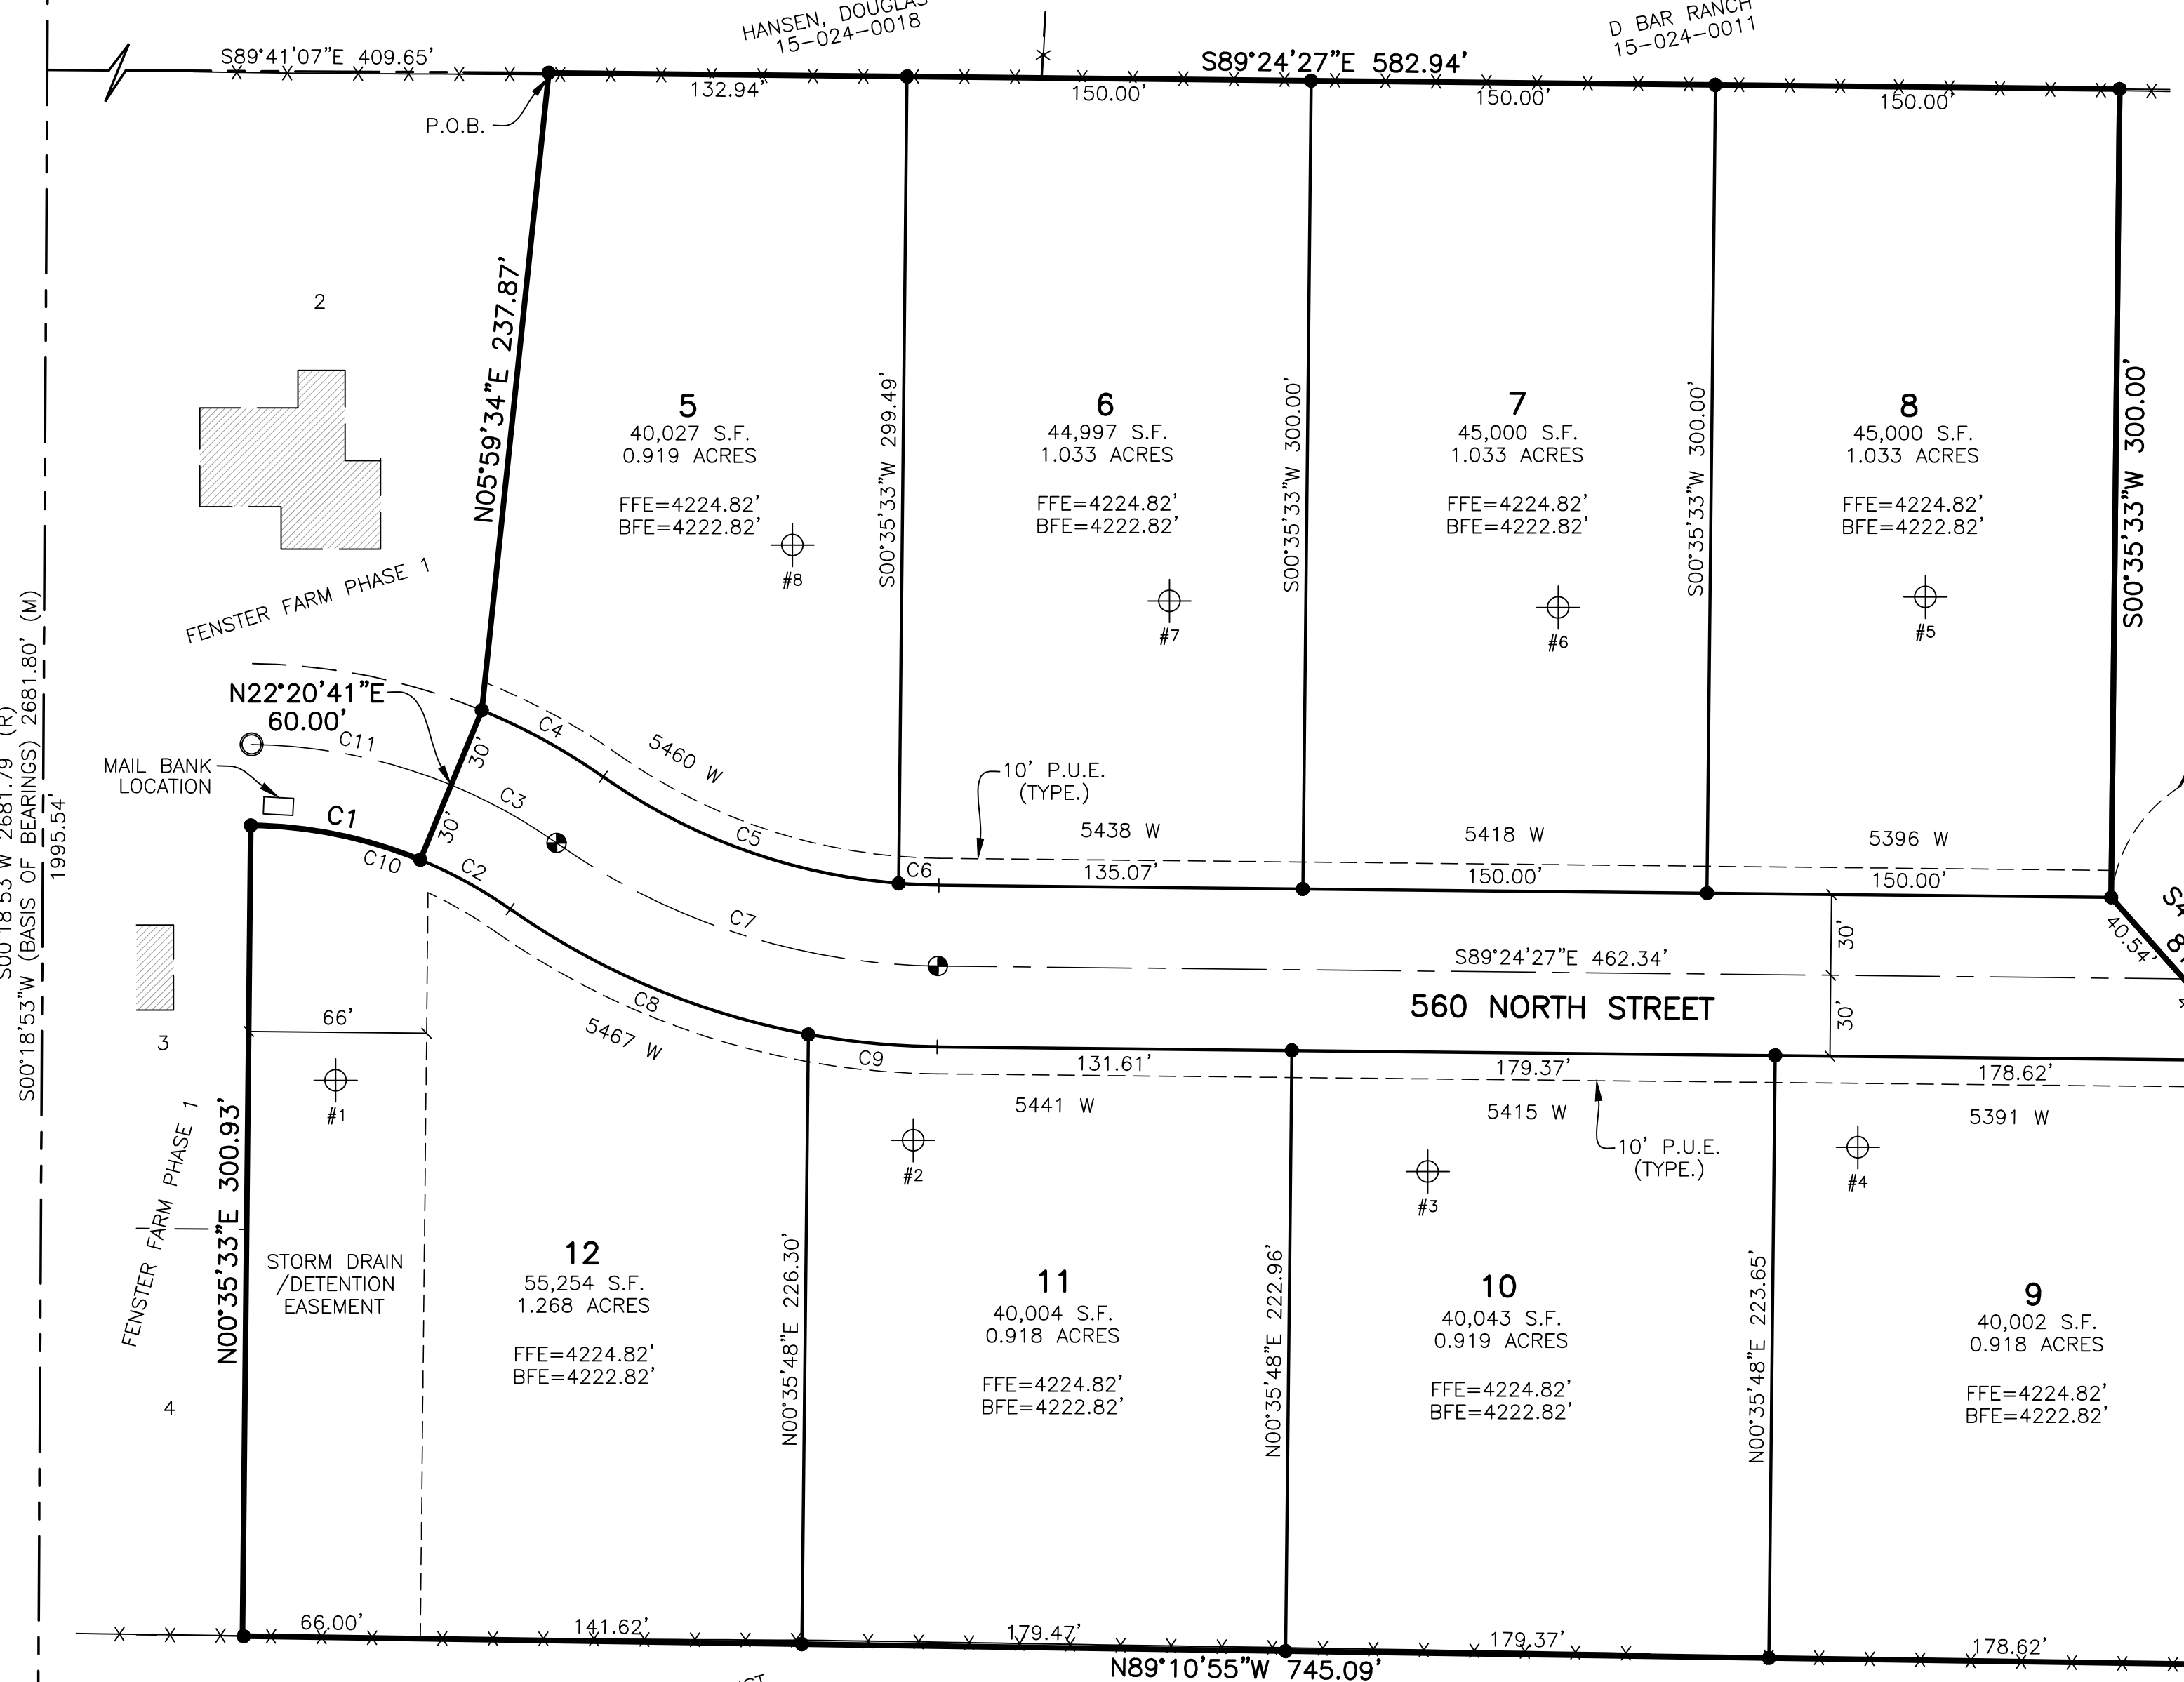 HANSEN, DOUGLAS
15-024-0018
D BAR RANCH
15-024-0011
S89°41'07"E 409.65'
S89°24'27"E 582.94'
132.94'
150.00'
150.00'
150.00'
P.O.B.
2
N05°59'34"E 237.87'
5
40,027 S.F.
0.919 ACRES
FFE=4224.82'
BFE=4222.82'
#8
S00°35'33"W 299.49'
6
44,997 S.F.
1.033 ACRES
FFE=4224.82'
BFE=4222.82'
#7
S00°35'33"W 300.00'
7
45,000 S.F.
1.033 ACRES
FFE=4224.82'
BFE=4222.82'
#6
S00°35'33"W 300.00'
8
45,000 S.F.
1.033 ACRES
FFE=4224.82'
BFE=4222.82'
#5
S00°35'33"W 300.00'
FENSTER FARM PHASE 1
N22°20'41"E
60.00'
C11
MAIL BANK
LOCATION
C1
C10
30'
30'
C4
C3
C2
5460 W
C5
C6
C7
C8
C9
5467 W
10' P.U.E.
(TYPE.)
5438 W
5418 W
5396 W
135.07'
150.00'
150.00'
S89°24'27"E 462.34'
560 NORTH STREET
30'
30'
40.54'
S00°18'53"W (BASIS OF BEARINGS) 2681.80' (M)
1995.54'
3
66'
#1
131.61'
179.37'
178.62'
5441 W
5415 W
5391 W
10' P.U.E.
(TYPE.)
#2
#3
#4
FENSTER FARM PHASE 1
N00°35'33"E 300.93'
STORM DRAIN
/DETENTION
EASEMENT
12
55,254 S.F.
1.268 ACRES
FFE=4224.82'
BFE=4222.82'
N00°35'48"E 226.30'
11
40,004 S.F.
0.918 ACRES
FFE=4224.82'
BFE=4222.82'
N00°35'48"E 222.96'
10
40,043 S.F.
0.919 ACRES
FFE=4224.82'
BFE=4222.82'
N00°35'48"E 223.65'
9
40,002 S.F.
0.918 ACRES
FFE=4224.82'
BFE=4222.82'
4
66.00'
141.62'
179.47'
179.37'
178.62'
N89°10'55"W 745.09'